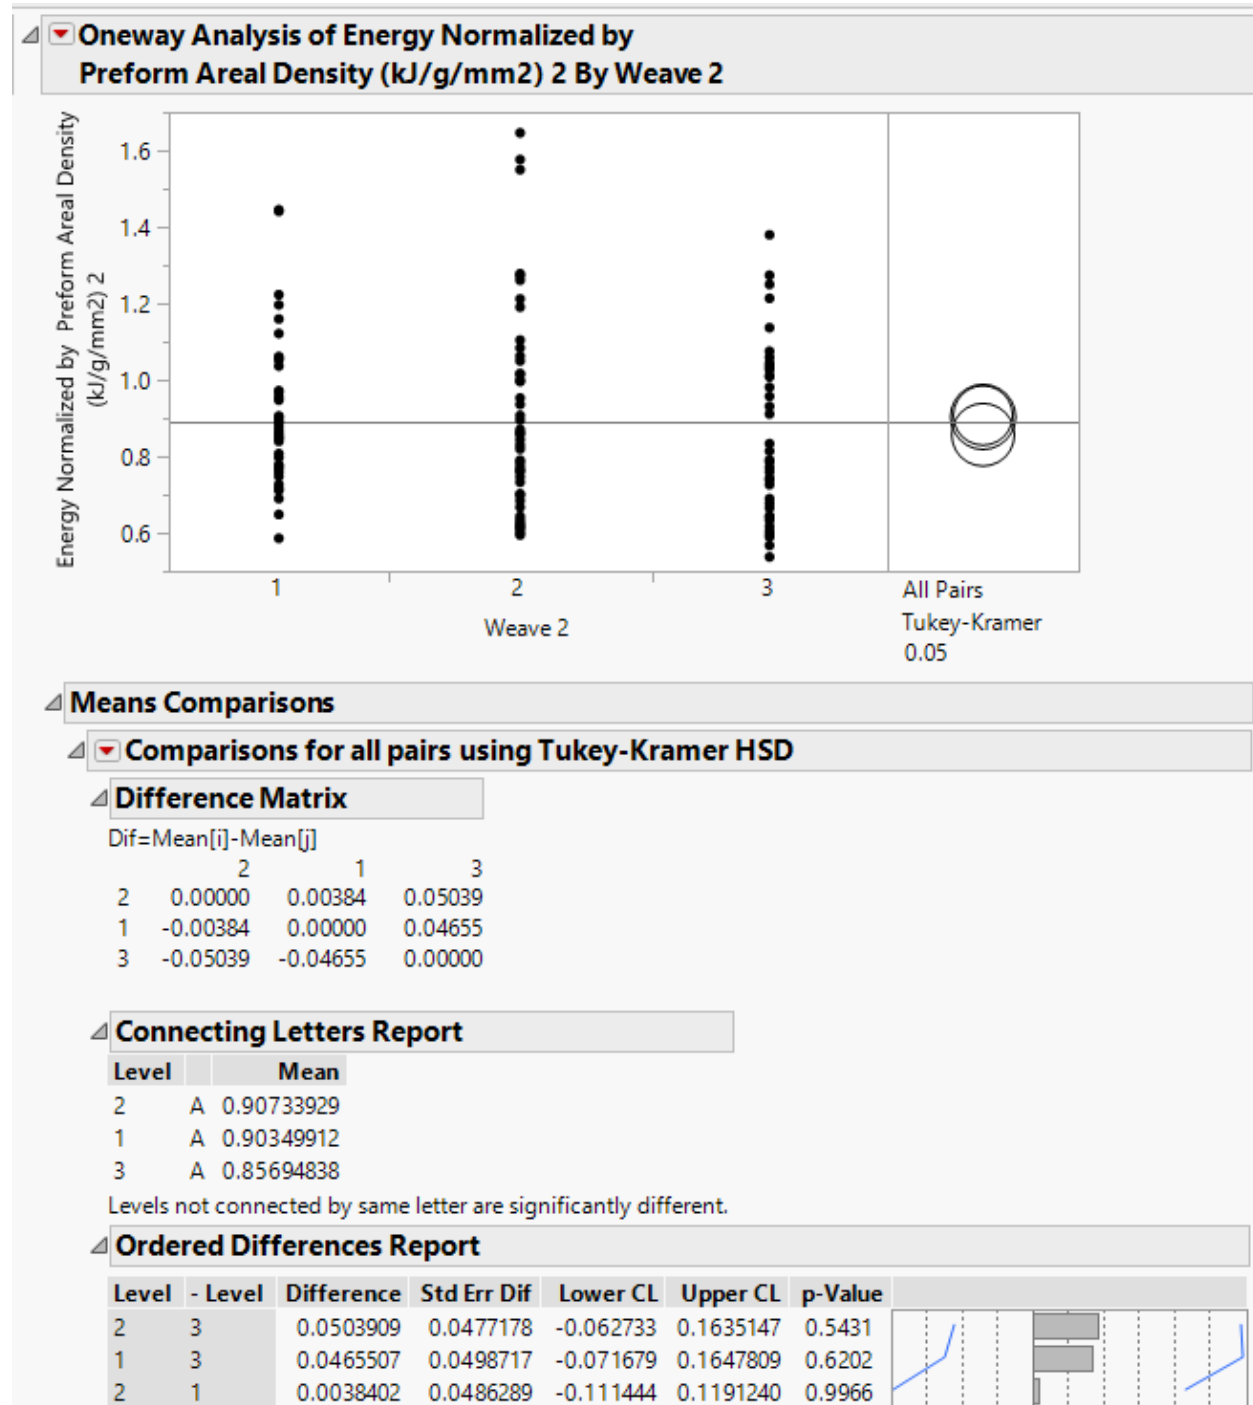 Oneway Analysis of Energy Normalized by
Preform Areal Density (kJ/g/mm2) 2 By Weave 2
Energy Normalized by Preform Areal Density
(kJ/g/mm2) 2
1.6
1.4
1.2
1.0
0.8
0.6
1 2 3
Weave 2
All Pairs
Tukey-Kramer
0.05
Means Comparisons
Comparisons for all pairs using Tukey-Kramer HSD
Difference Matrix
Dif=Mean[i]-Mean[j]
2 1 3
2 0.00000 0.00384 0.05039
1 -0.00384 0.00000 0.04655
3 -0.05039 -0.04655 0.00000
Connecting Letters Report
Level Mean
2 A 0.90733929
1 A 0.90349912
3 A 0.85694838
Levels not connected by same letter are significantly different.
Ordered Differences Report
Level - Level Difference Std Err Dif Lower CL Upper CL p-Value
2 3 0.0503909 0.0477178 -0.062733 0.1635147 0.5431
1 3 0.0465507 0.0498717 -0.071679 0.1647809 0.6202
2 1 0.0038402 0.0486289 -0.111444 0.1191240 0.9966